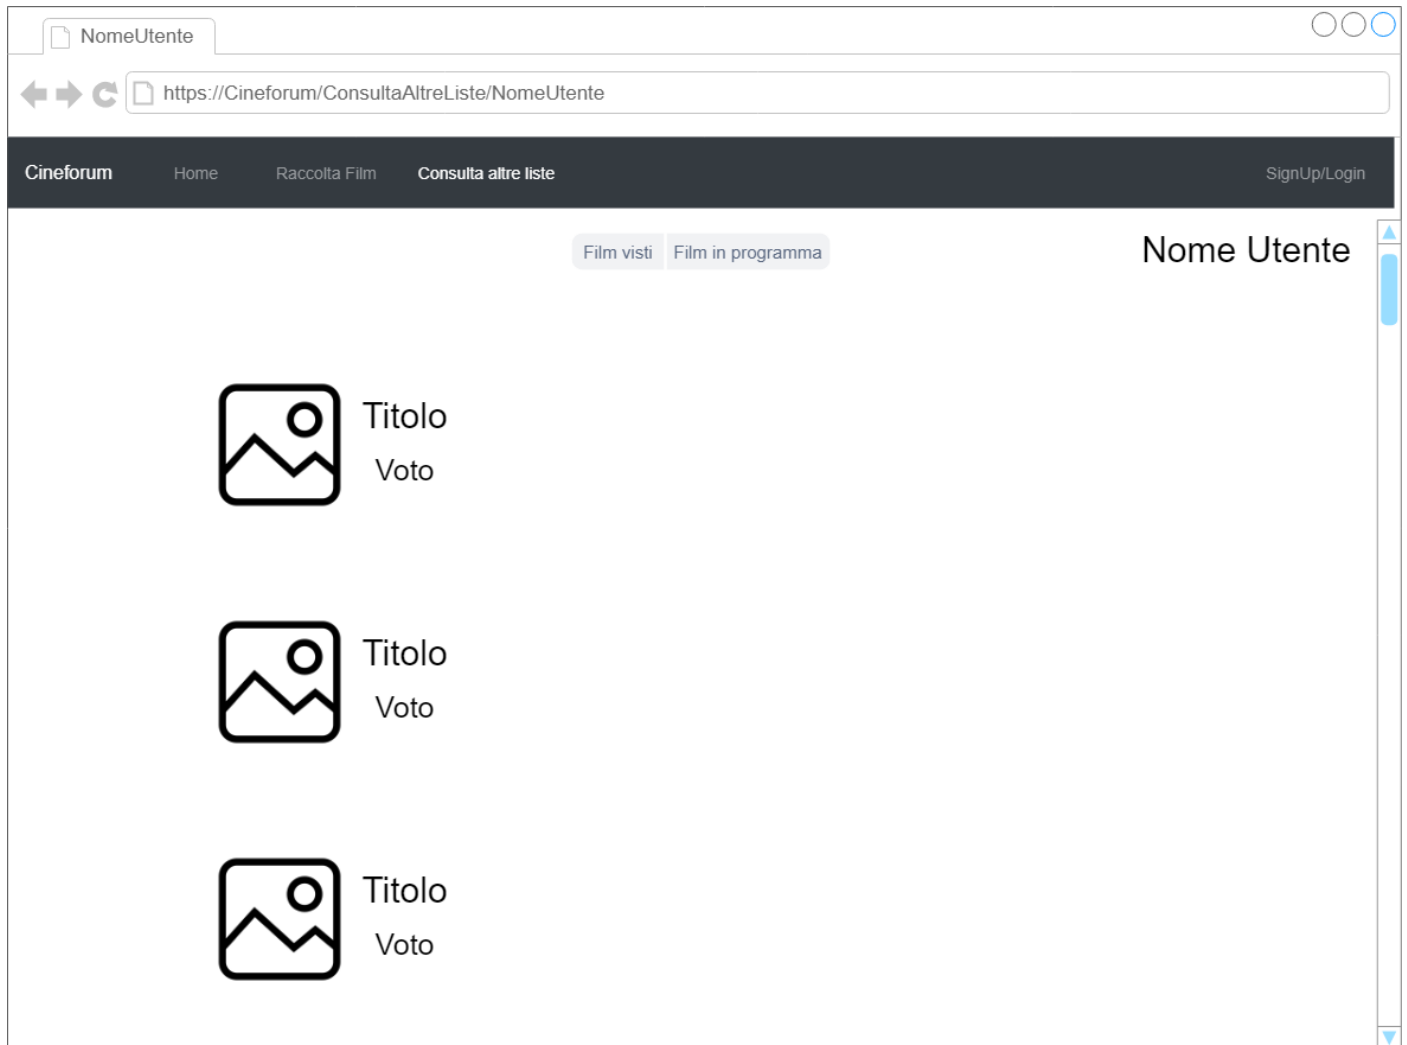 NomeUtente
https://Cineforum/ConsultaAltreListe/NomeUtente
Cineforum Home Raccolta Film Consulta altre liste SignUp/Login
Film visti Film in programma Nome Utente
Titolo
Voto
Titolo
Voto
Titolo
Voto